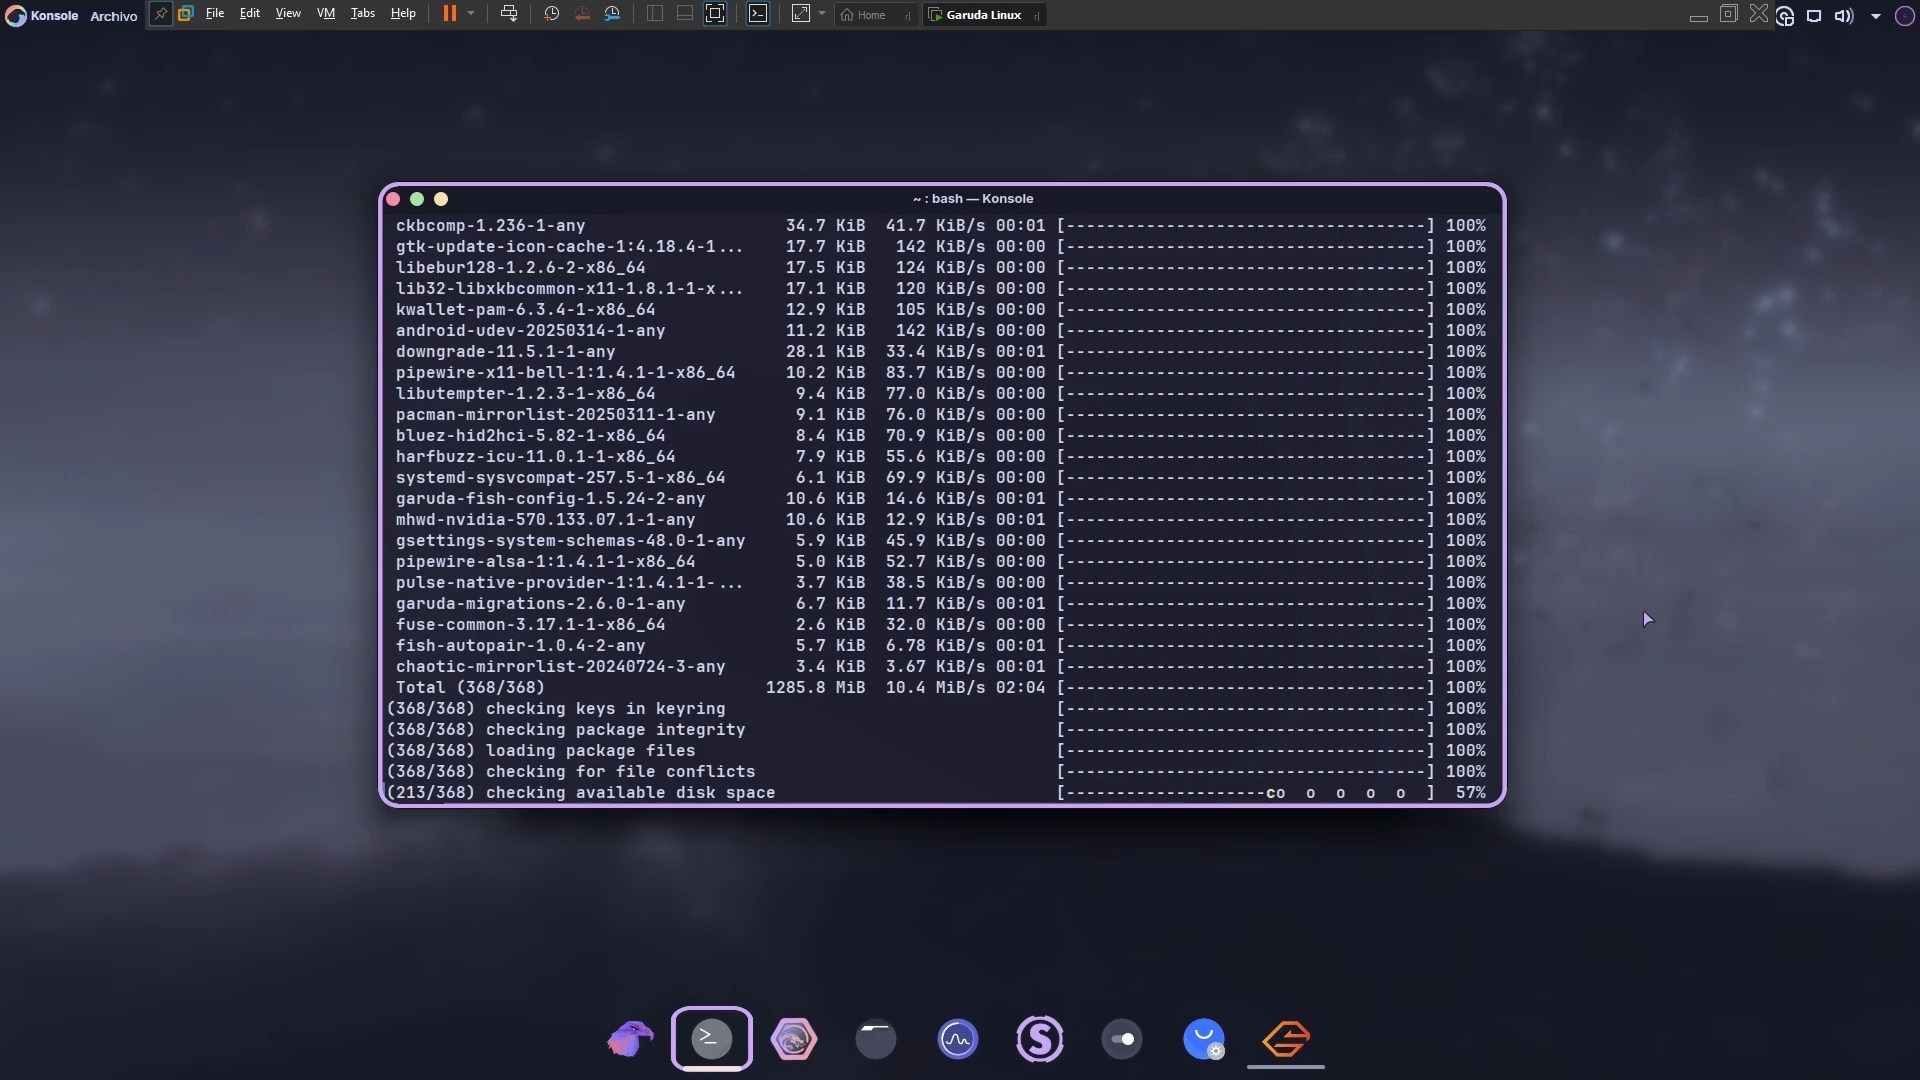 Konsole Archivo File Edit View VM Tabs Help Home Garuda Linux
~ : bash — Konsole
ckbcomp-1.236-1-any 34.7 KiB 41.7 KiB/s 00:01 [------------------------------------] 100%
gtk-update-icon-cache-1:4.18.4-1... 17.7 KiB 142 KiB/s 00:00 [------------------------------------] 100%
libebur128-1.2.6-2-x86_64 17.5 KiB 124 KiB/s 00:00 [------------------------------------] 100%
lib32-libxkbcommon-x11-1.8.1-1-x... 17.1 KiB 120 KiB/s 00:00 [------------------------------------] 100%
kwallet-pam-6.3.4-1-x86_64 12.9 KiB 105 KiB/s 00:00 [------------------------------------] 100%
android-udev-20250314-1-any 11.2 KiB 142 KiB/s 00:00 [------------------------------------] 100%
downgrade-11.5.1-1-any 28.1 KiB 33.4 KiB/s 00:01 [------------------------------------] 100%
pipewire-x11-bell-1:1.4.1-1-x86_64 10.2 KiB 83.7 KiB/s 00:00 [------------------------------------] 100%
libutempter-1.2.3-1-x86_64 9.4 KiB 77.0 KiB/s 00:00 [------------------------------------] 100%
pacman-mirrorlist-20250311-1-any 9.1 KiB 76.0 KiB/s 00:00 [------------------------------------] 100%
bluez-hid2hci-5.82-1-x86_64 8.4 KiB 70.9 KiB/s 00:00 [------------------------------------] 100%
harfbuzz-icu-11.0.1-1-x86_64 7.9 KiB 55.6 KiB/s 00:00 [------------------------------------] 100%
systemd-sysvcompat-257.5-1-x86_64 6.1 KiB 69.9 KiB/s 00:00 [------------------------------------] 100%
garuda-fish-config-1.5.24-2-any 10.6 KiB 14.6 KiB/s 00:01 [------------------------------------] 100%
mhwd-nvidia-570.133.07.1-1-any 10.6 KiB 12.9 KiB/s 00:01 [------------------------------------] 100%
gsettings-system-schemas-48.0-1-any 5.9 KiB 45.9 KiB/s 00:00 [------------------------------------] 100%
pipewire-alsa-1:1.4.1-1-x86_64 5.0 KiB 52.7 KiB/s 00:00 [------------------------------------] 100%
pulse-native-provider-1:1.4.1-1-... 3.7 KiB 38.5 KiB/s 00:00 [------------------------------------] 100%
garuda-migrations-2.6.0-1-any 6.7 KiB 11.7 KiB/s 00:01 [------------------------------------] 100%
fuse-common-3.17.1-1-x86_64 2.6 KiB 32.0 KiB/s 00:00 [------------------------------------] 100%
fish-autopair-1.0.4-2-any 5.7 KiB 6.78 KiB/s 00:01 [------------------------------------] 100%
chaotic-mirrorlist-20240724-3-any 3.4 KiB 3.67 KiB/s 00:01 [------------------------------------] 100%
Total (368/368) 1285.8 MiB 10.4 MiB/s 02:04 [------------------------------------] 100%
(368/368) checking keys in keyring [------------------------------------] 100%
(368/368) checking package integrity [------------------------------------] 100%
(368/368) loading package files [------------------------------------] 100%
(368/368) checking for file conflicts [------------------------------------] 100%
(213/368) checking available disk space [--------------------co  o  o  o  o  ] 57%